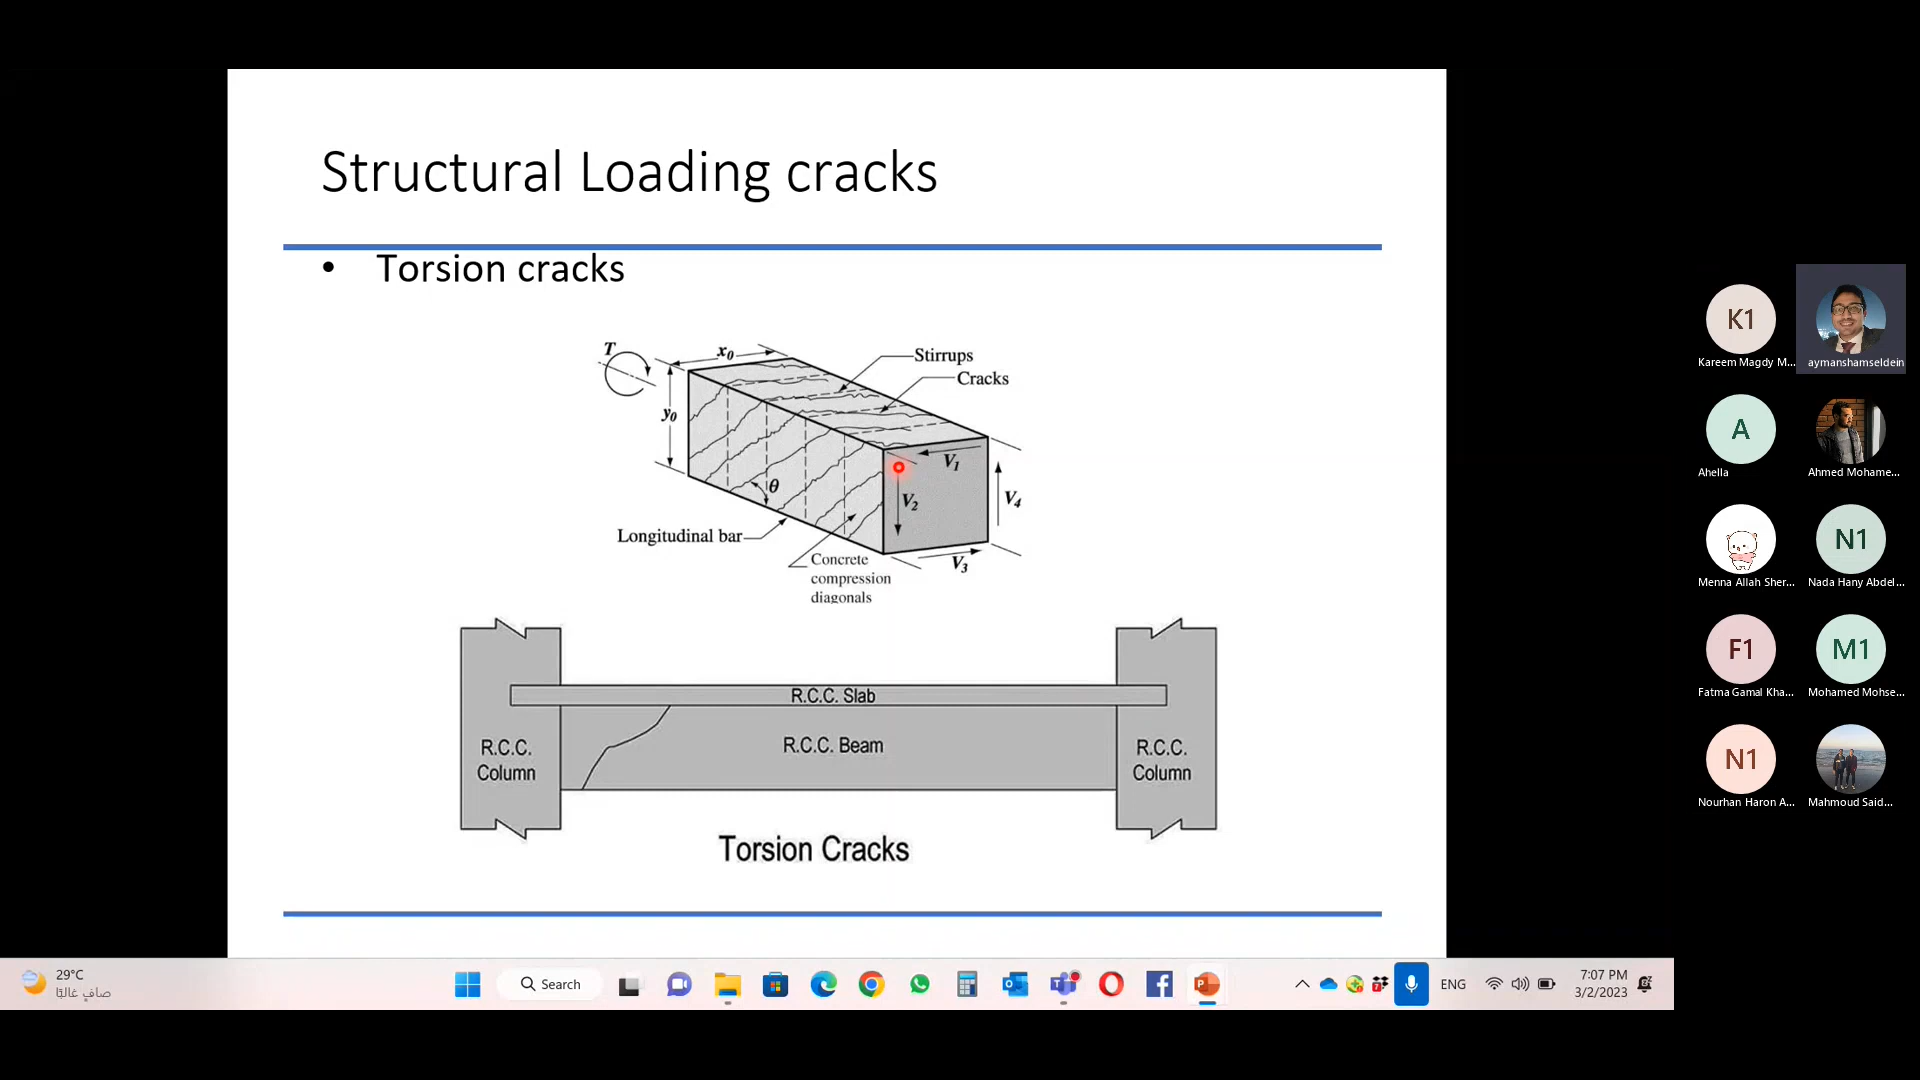 Structural Loading cracks
• Torsion cracks
T
x0
y0
Stirrups
Cracks
V1
V2
V4
V3
θ
Longitudinal bar
Concrete
compression
diagonals
R.C.C. Slab
R.C.C. Beam
R.C.C.
Column
R.C.C.
Column
Torsion Cracks
K1
Kareem Magdy M...
aymanshamseldein
A
Ahella
Ahmed Mohame...
Menna Allah Sher...
N1
Nada Hany Abdel...
F1
Fatma Gamal Kha...
M1
Mohamed Mohse...
N1
Nourhan Haron A...
Mahmoud Said...
29°C
صافٍ غالبًا
Search
ENG
7:07 PM
3/2/2023